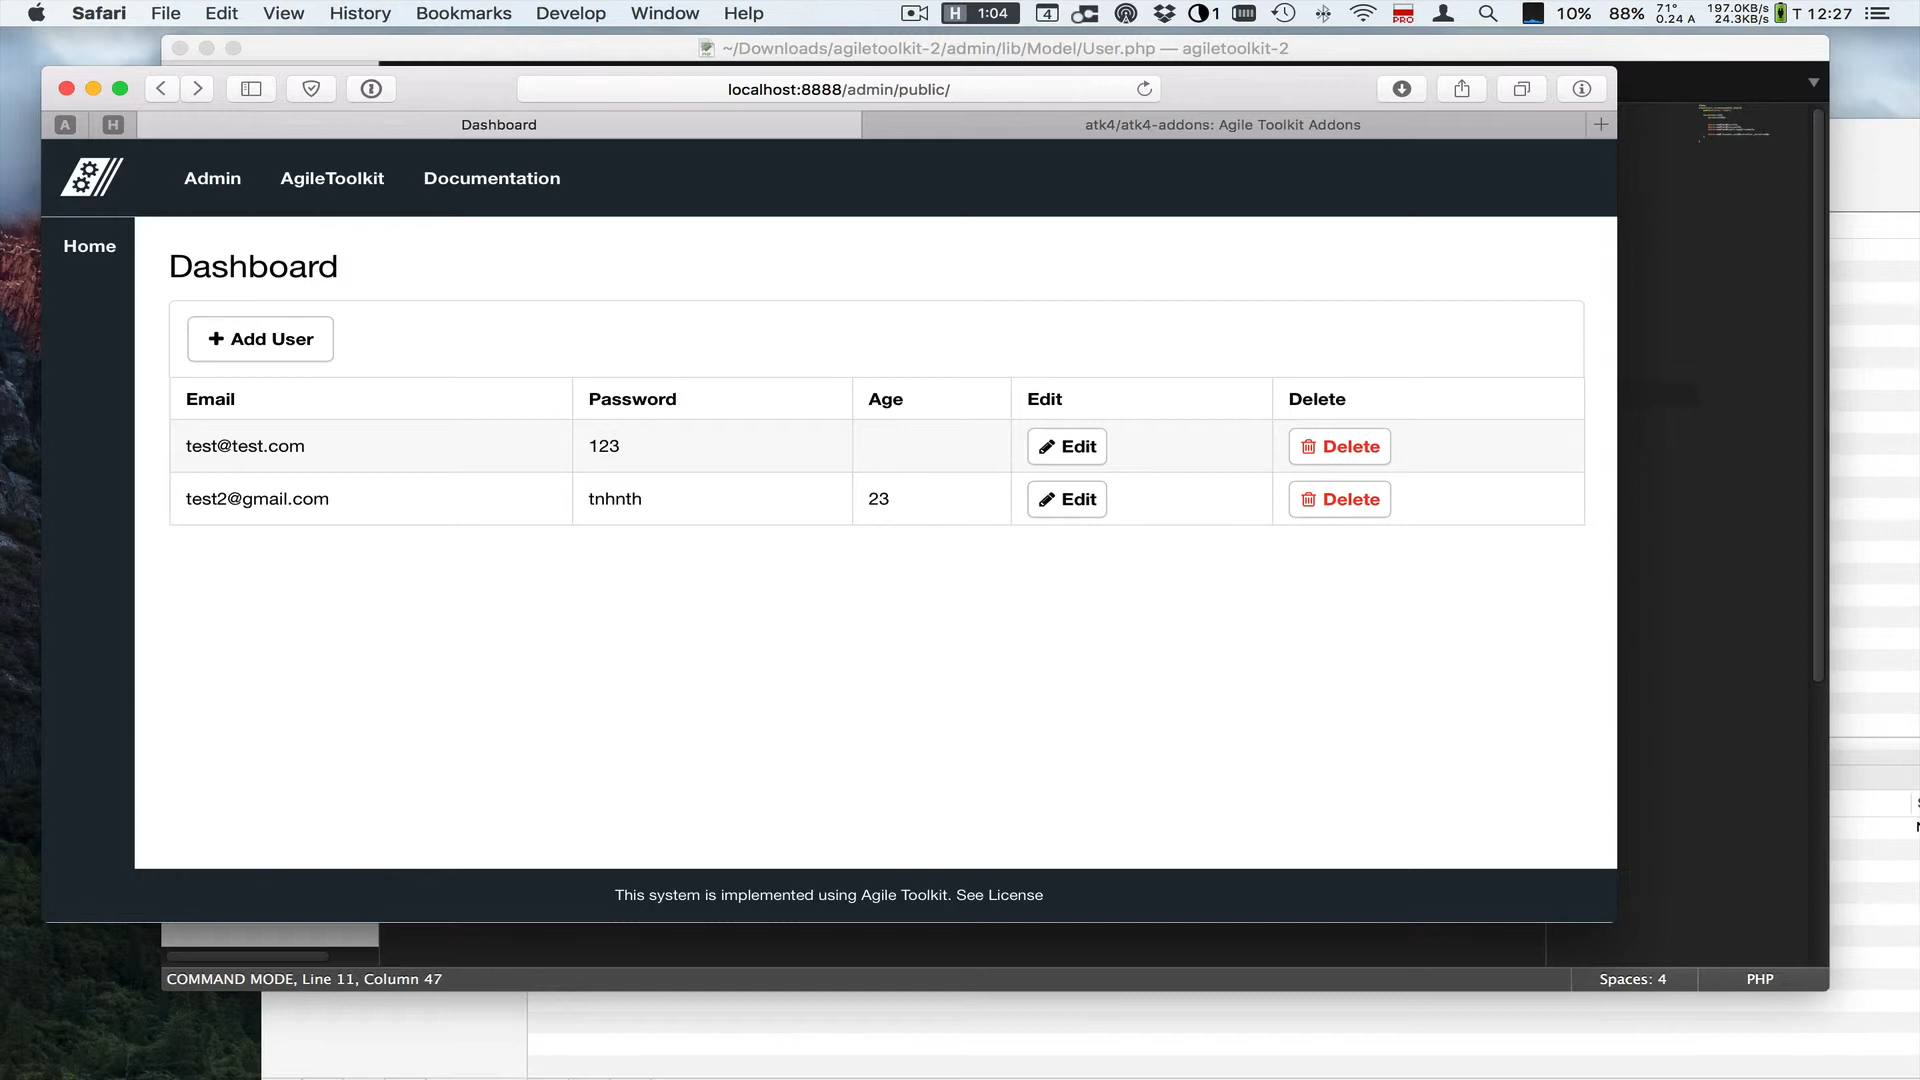 Safari File Edit View History Bookmarks Develop Window Help H 1:04 4 1 PRO 10% 88% 71° 0.24 A 197.0KB/s 24.3KB/s T 12:27
~/Downloads/agiletoolkit-2/admin/lib/Model/User.php — agiletoolkit-2
localhost:8888/admin/public/
A H Dashboard atk4/atk4-addons: Agile Toolkit Addons
Admin AgileToolkit Documentation
Home
Dashboard
Add User
Email Password Age Edit Delete
test@test.com 123 Edit Delete
test2@gmail.com tnhnth 23 Edit Delete
This system is implemented using Agile Toolkit. See License
COMMAND MODE, Line 11, Column 47 Spaces: 4 PHP